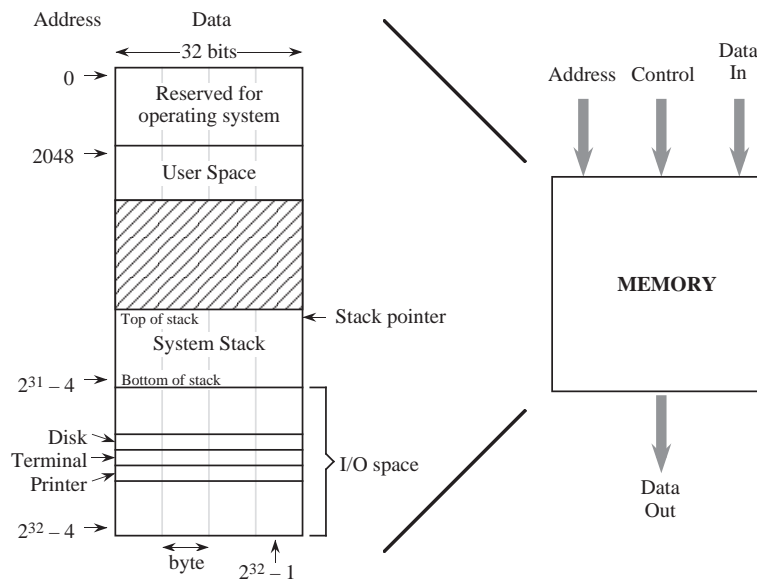 Address
Data
32 bits
0
Reserved for
operating system
2048
User Space
Top of stack
Stack pointer
System Stack
2³¹ – 4
Bottom of stack
Disk
Terminal
Printer
I/O space
2³² – 4
byte
2³² – 1
Address
Control
Data
In
MEMORY
Data
Out